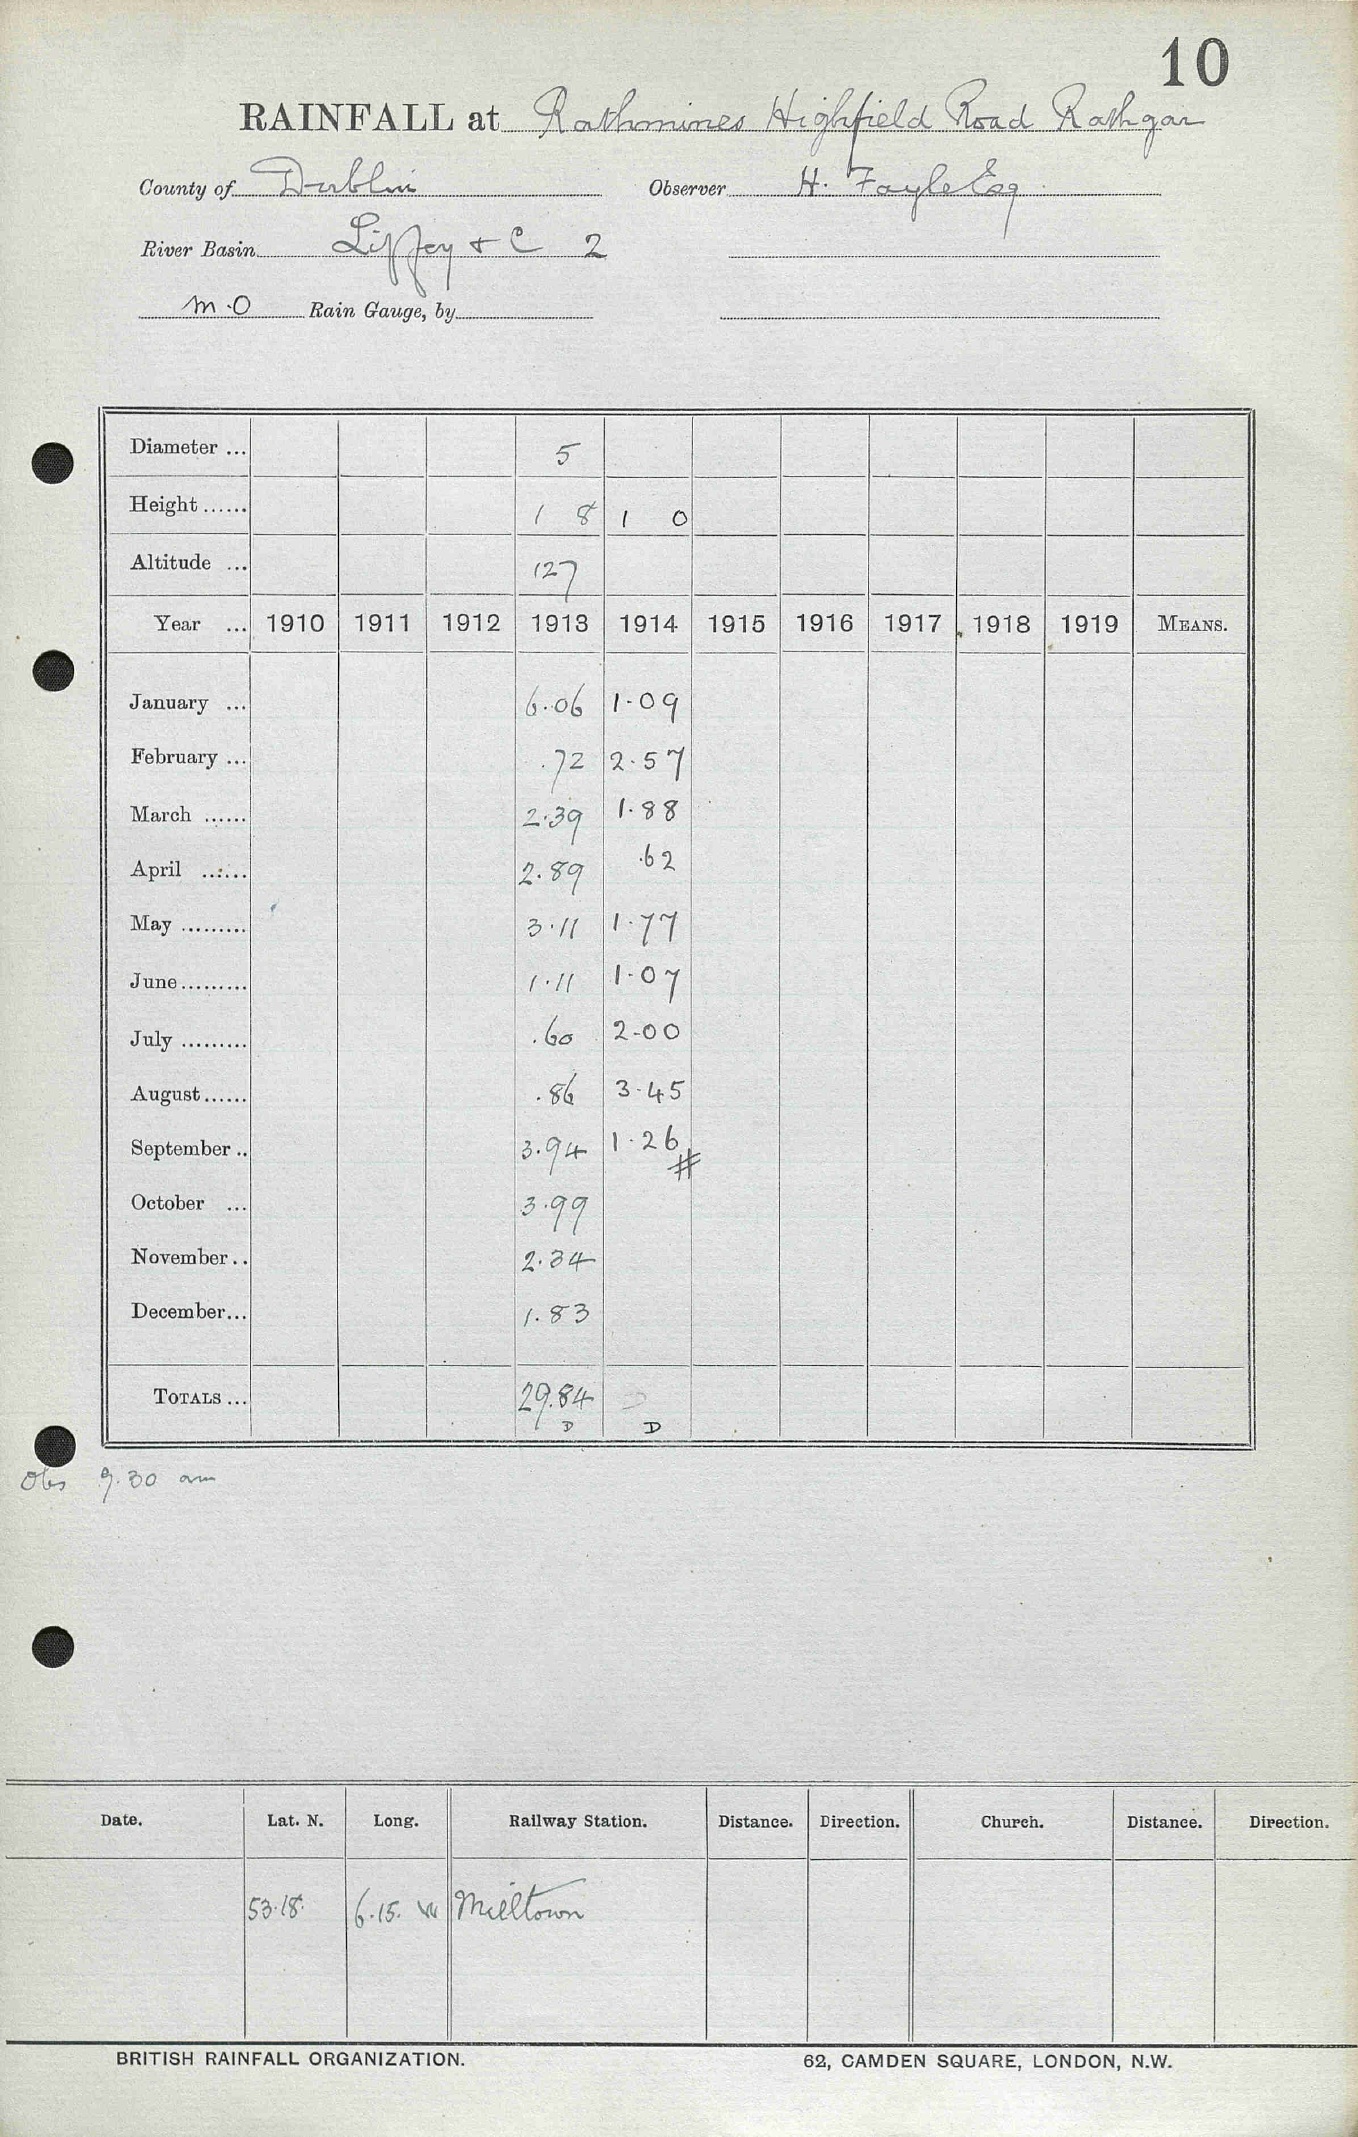 10
RAINFALL at Rathmines Highfield Road Rathgar
County of Dublin Observer H. Fayle Esq
River Basin Liffey + C 2
M.O Rain Gauge, by
Diameter ... 5
Height ...... 1 8 1 0
Altitude ... 127
Year ... 1910 1911 1912 1913 1914 1915 1916 1917 1918 1919 MEANS.
January ... 6.06 1.09
February ... .72 2.57
March ...... 2.39 1.88
April ...... 2.89 .62
May ......... 3.11 1.77
June ......... 1.11 1.07
July ......... .60 2.00
August ...... .86 3.45
September .. 3.94 1.26 #
October ... 3.99
November .. 2.34
December ... 1.83
TOTALS ... 29.84
D D
Obs 9.30 am
Date. Lat. N. Long. Railway Station. Distance. Direction. Church. Distance. Direction.
53.18. 6.15. W Milltown
BRITISH RAINFALL ORGANIZATION. 62, CAMDEN SQUARE, LONDON, N.W.